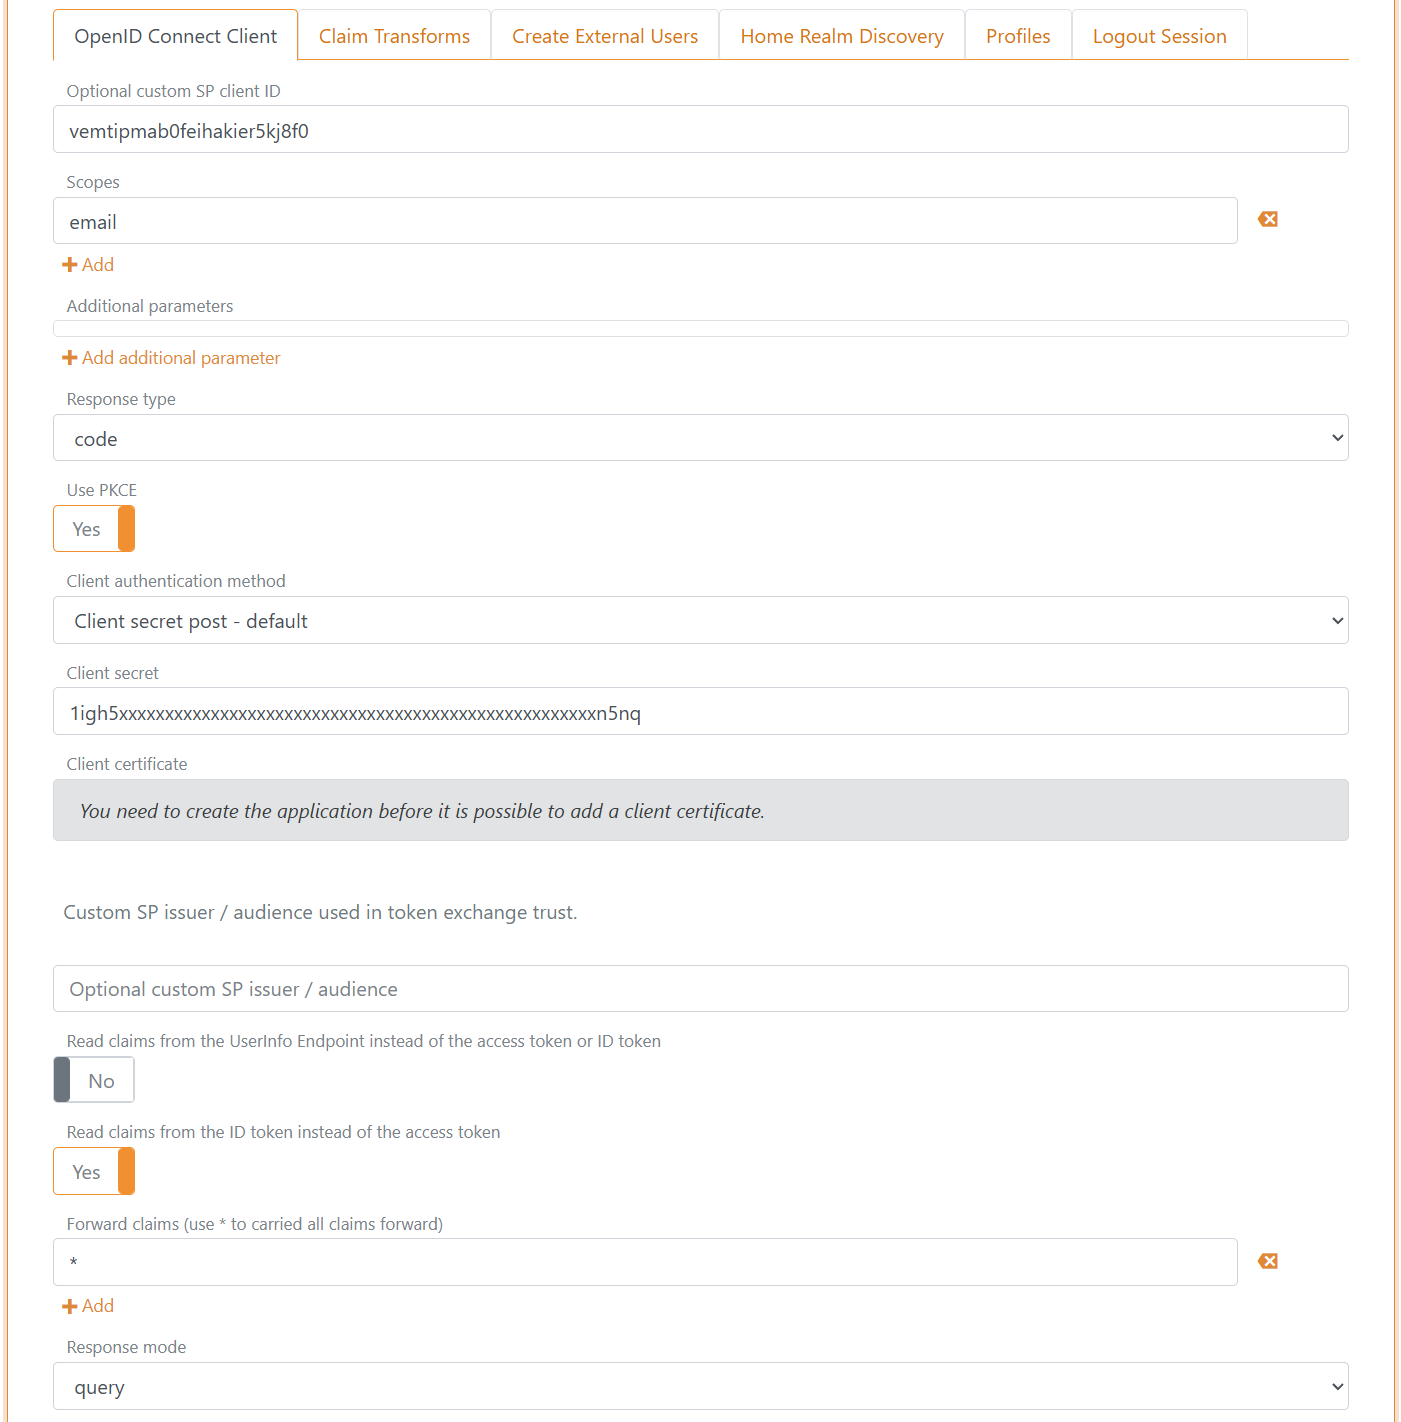 OpenID Connect Client Claim Transforms Create External Users Home Realm Discovery Profiles Logout Session
Optional custom SP client ID
vemtipmab0feihakier5kj8f0
Scopes
email
Add
Additional parameters
Add additional parameter
Response type
code
Use PKCE
Yes
Client authentication method
Client secret post - default
Client secret
1igh5xxxxxxxxxxxxxxxxxxxxxxxxxxxxxxxxxxxxxxxxxxxxxxxxxxxn5nq
Client certificate
You need to create the application before it is possible to add a client certificate.
Custom SP issuer / audience used in token exchange trust.
Optional custom SP issuer / audience
Read claims from the UserInfo Endpoint instead of the access token or ID token
No
Read claims from the ID token instead of the access token
Yes
Forward claims (use * to carried all claims forward)
*
Add
Response mode
query